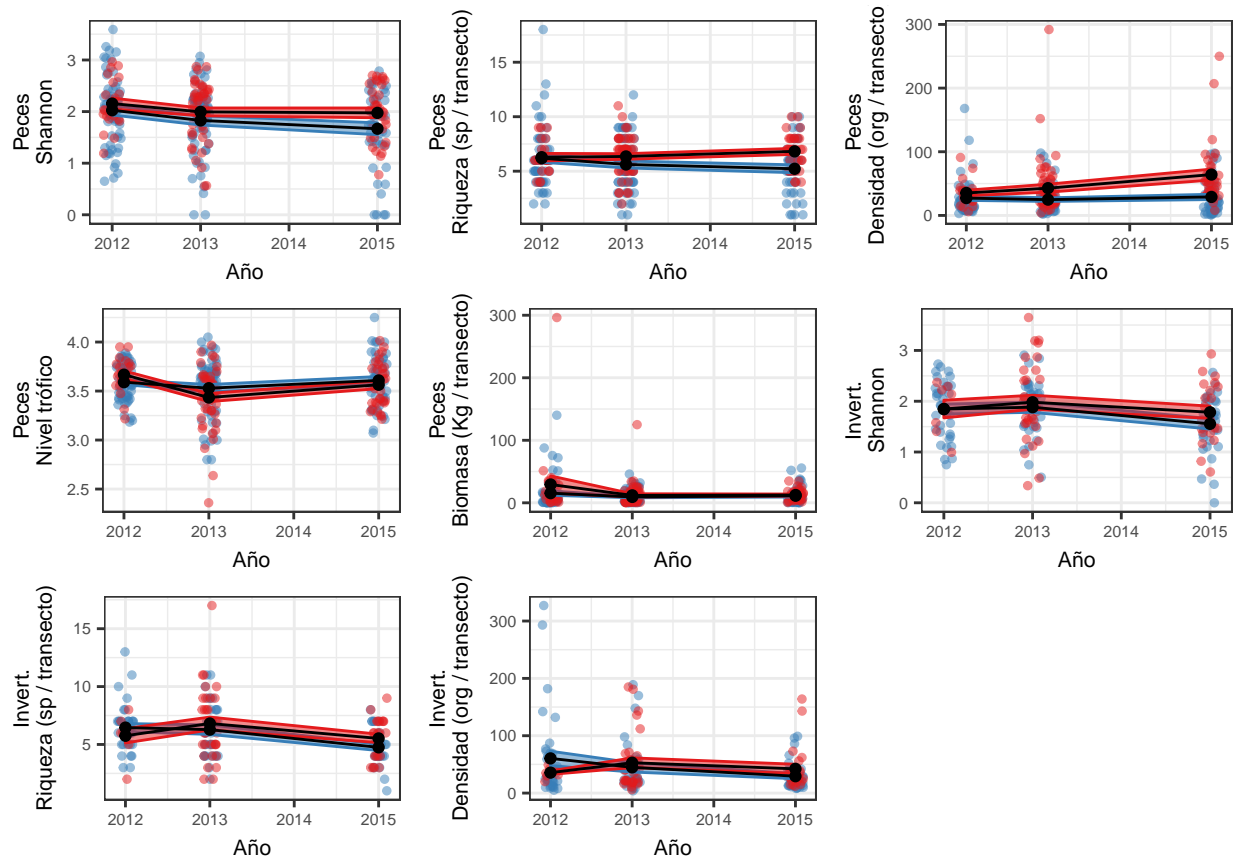 Peces
Shannon
3
2
1
0
2012 2013 2014 2015
Año
Peces
Riqueza (sp / transecto)
15
10
5
2012 2013 2014 2015
Año
Peces
Densidad (org / transecto
300
200
100
0
2012 2013 2014 2015
Año
Peces
Nivel trófico
4.0
3.5
3.0
2.5
2012 2013 2014 2015
Año
Peces
Biomasa (Kg / transecto)
300
200
100
0
2012 2013 2014 2015
Año
Invert.
Shannon
3
2
1
0
2012 2013 2014 2015
Año
Invert.
Riqueza (sp / transecto)
15
10
5
2012 2013 2014 2015
Año
Invert.
Densidad (org / transecto)
300
200
100
0
2012 2013 2014 2015
Año